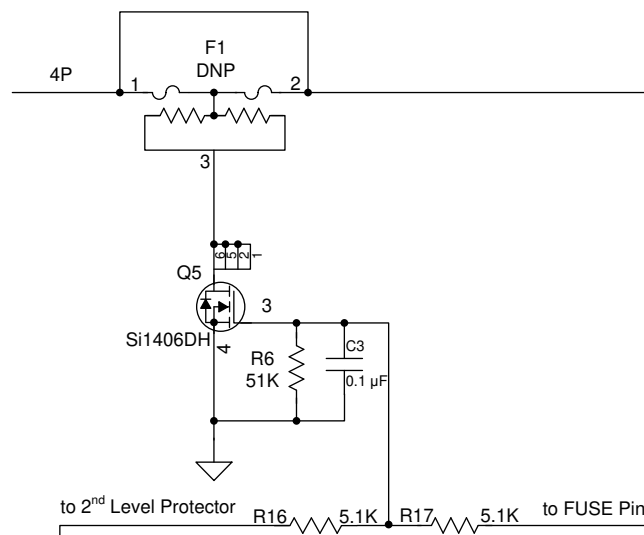 F1
DNP
4P
1
2
3
6
5
2
1
Q5
3
Si1406DH
4
R6
51K
C3
0.1 µF
to 2nd Level Protector
R16
5.1K
R17
5.1K
to FUSE Pin